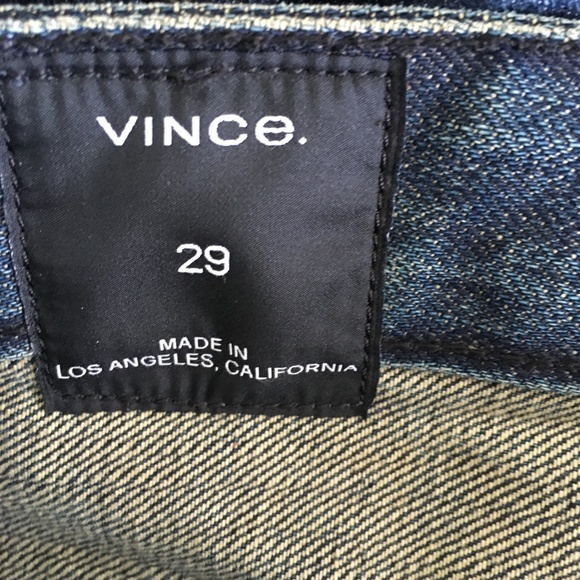 VINCe.
29
MADE IN
LOS ANGELES, CALIFORNIA